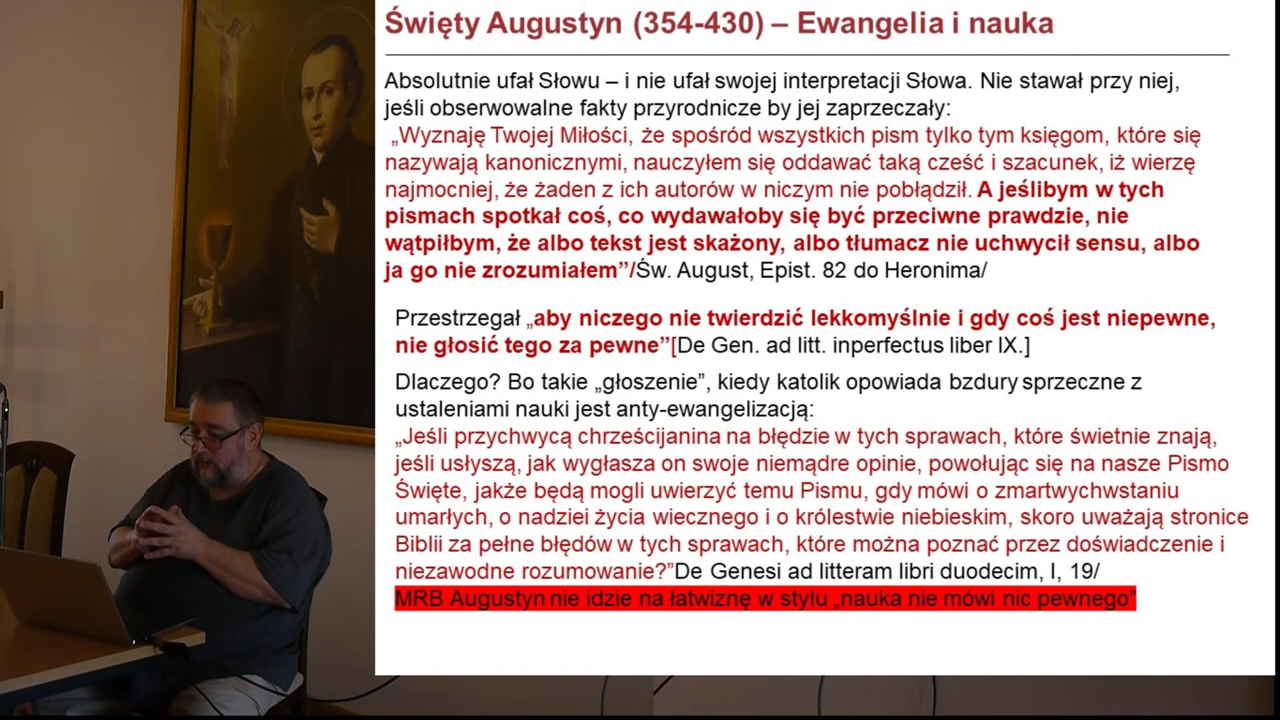 Święty Augustyn (354-430) – Ewangelia i nauka
Absolutnie ufał Słowu – i nie ufał swojej interpretacji Słowa. Nie stawał przy niej,
jeśli obserwowalne fakty przyrodnicze by jej zaprzeczały:
„Wyznaję Twojej Miłości, że spośród wszystkich pism tylko tym księgom, które się
nazywają kanonicznymi, nauczyłem się oddawać taką cześć i szacunek, iż wierzę
najmocniej, że żaden z ich autorów w niczym nie pobłądził. A jeślibym w tych
pismach spotkał coś, co wydawałoby się być przeciwne prawdzie, nie
wątpiłbym, że albo tekst jest skażony, albo tłumacz nie uchwycił sensu, albo
ja go nie zrozumiałem”/Św. August, Epist. 82 do Heronima/
Przestrzegał „aby niczego nie twierdzić lekkomyślnie i gdy coś jest niepewne,
nie głosić tego za pewne”[De Gen. ad litt. inperfectus liber IX.]
Dlaczego? Bo takie „głoszenie”, kiedy katolik opowiada bzdury sprzeczne z
ustaleniami nauki jest anty-ewangelizacją:
„Jeśli przychwycą chrześcijanina na błędzie w tych sprawach, które świetnie znają,
jeśli usłyszą, jak wygłasza on swoje niemądre opinie, powołując się na nasze Pismo
Święte, jakże będą mogli uwierzyć temu Pismu, gdy mówi o zmartwychwstaniu
umarłych, o nadziei życia wiecznego i o królestwie niebieskim, skoro uważają stronice
Biblii za pełne błędów w tych sprawach, które można poznać przez doświadczenie i
niezawodne rozumowanie?”De Genesi ad litteram libri duodecim, I, 19/
MRB Augustyn nie idzie na łatwiznę w stylu „nauka nie mówi nic pewnego”